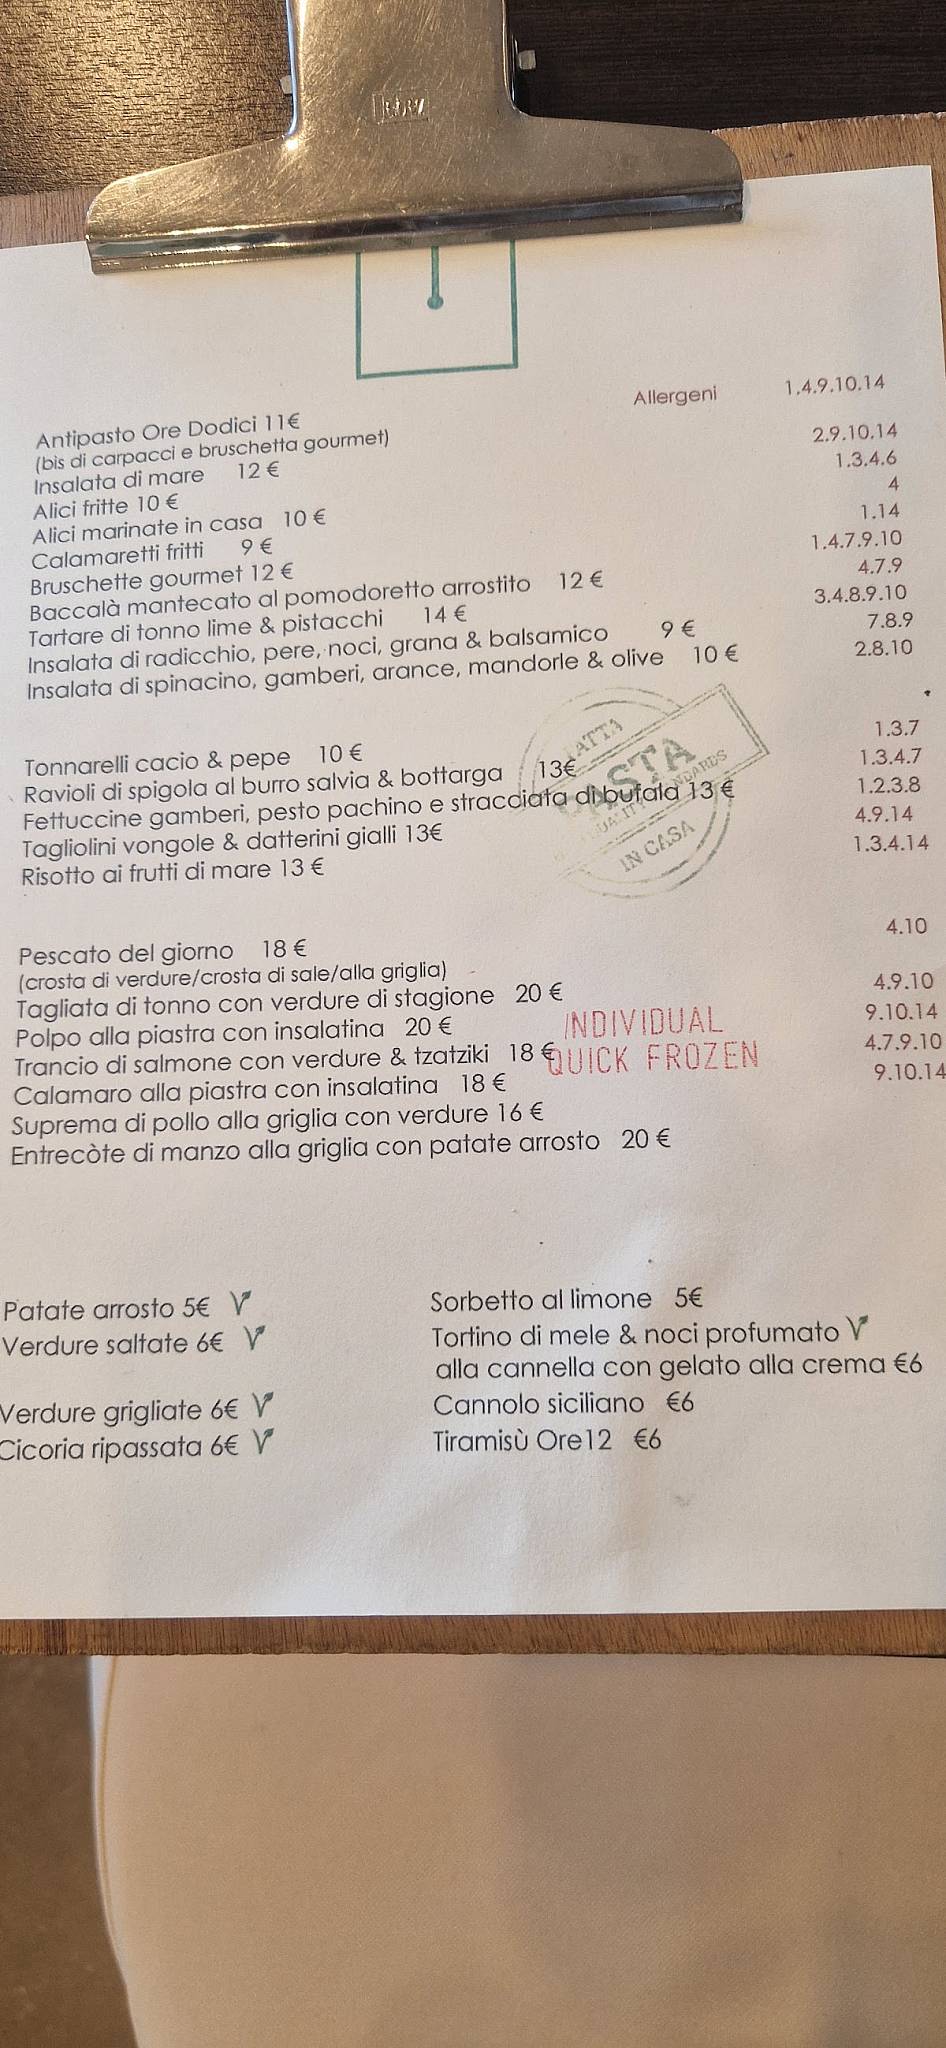 Allergeni 1.4.9.10.14
Antipasto Ore Dodici 11€
(bis di carpacci e bruschetta gourmet)
Insalata di mare 12 € 2.9.10.14
Alici fritte 10 € 1.3.4.6
Alici marinate in casa 10 € 4
Calamaretti fritti 9 € 1.14
Bruschette gourmet 12 € 1.4.7.9.10
Baccalà mantecato al pomodoretto arrostito 12 € 4.7.9
Tartare di tonno lime & pistacchi 14 € 3.4.8.9.10
Insalata di radicchio, pere, noci, grana & balsamico 9 € 7.8.9
Insalata di spinacino, gamberi, arance, mandorle & olive 10 € 2.8.10
Tonnarelli cacio & pepe 10 € 1.3.7
Ravioli di spigola al burro salvia & bottarga 13€ 1.3.4.7
Fettuccine gamberi, pesto pachino e stracciata di bufala 13 € 1.2.3.8
Tagliolini vongole & datterini gialli 13€ 4.9.14
Risotto ai frutti di mare 13 € 1.3.4.14
FATTA
PASTA
QUALITY STANDARDS
IN CASA
Pescato del giorno 18 € 4.10
(crosta di verdure/crosta di sale/alla griglia)
Tagliata di tonno con verdure di stagione 20 € 4.9.10
Polpo alla piastra con insalatina 20 € 9.10.14
Trancio di salmone con verdure & tzatziki 18 € 4.7.9.10
Calamaro alla piastra con insalatina 18 € 9.10.14
Suprema di pollo alla griglia con verdure 16 €
Entrecòte di manzo alla griglia con patate arrosto 20 €
INDIVIDUAL
QUICK FROZEN
Patate arrosto 5€ V
Verdure saltate 6€ V
Verdure grigliate 6€ V
Cicoria ripassata 6€ V
Sorbetto al limone 5€
Tortino di mele & noci profumato V
alla cannella con gelato alla crema €6
Cannolo siciliano €6
Tiramisù Ore12 €6